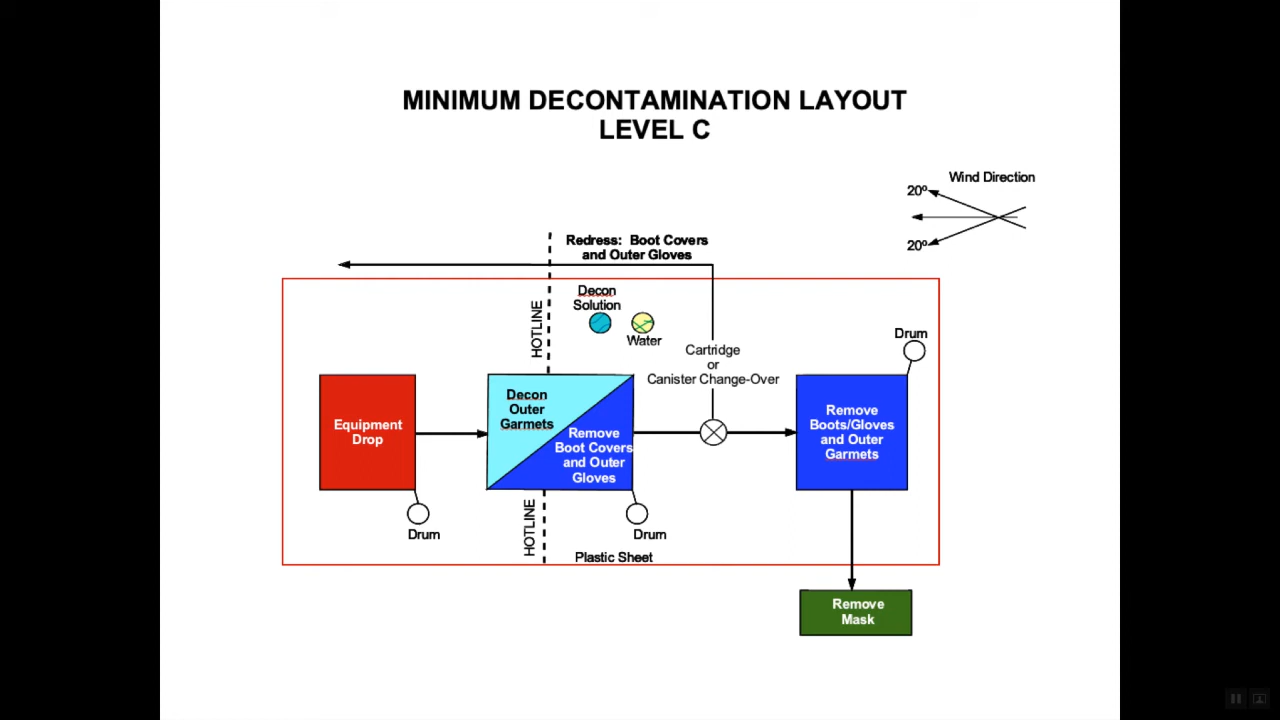 MINIMUM DECONTAMINATION LAYOUT
LEVEL C
Wind Direction
20º
20º
Redress: Boot Covers
and Outer Gloves
HOTLINE
Decon
Solution
Water
Cartridge
or
Canister Change-Over
Drum
Equipment
Drop
Decon
Outer
Garmets
Remove
Boot Covers
and Outer
Gloves
Remove
Boots/Gloves
and Outer
Garmets
Drum
HOTLINE
Drum
Plastic Sheet
Remove
Mask